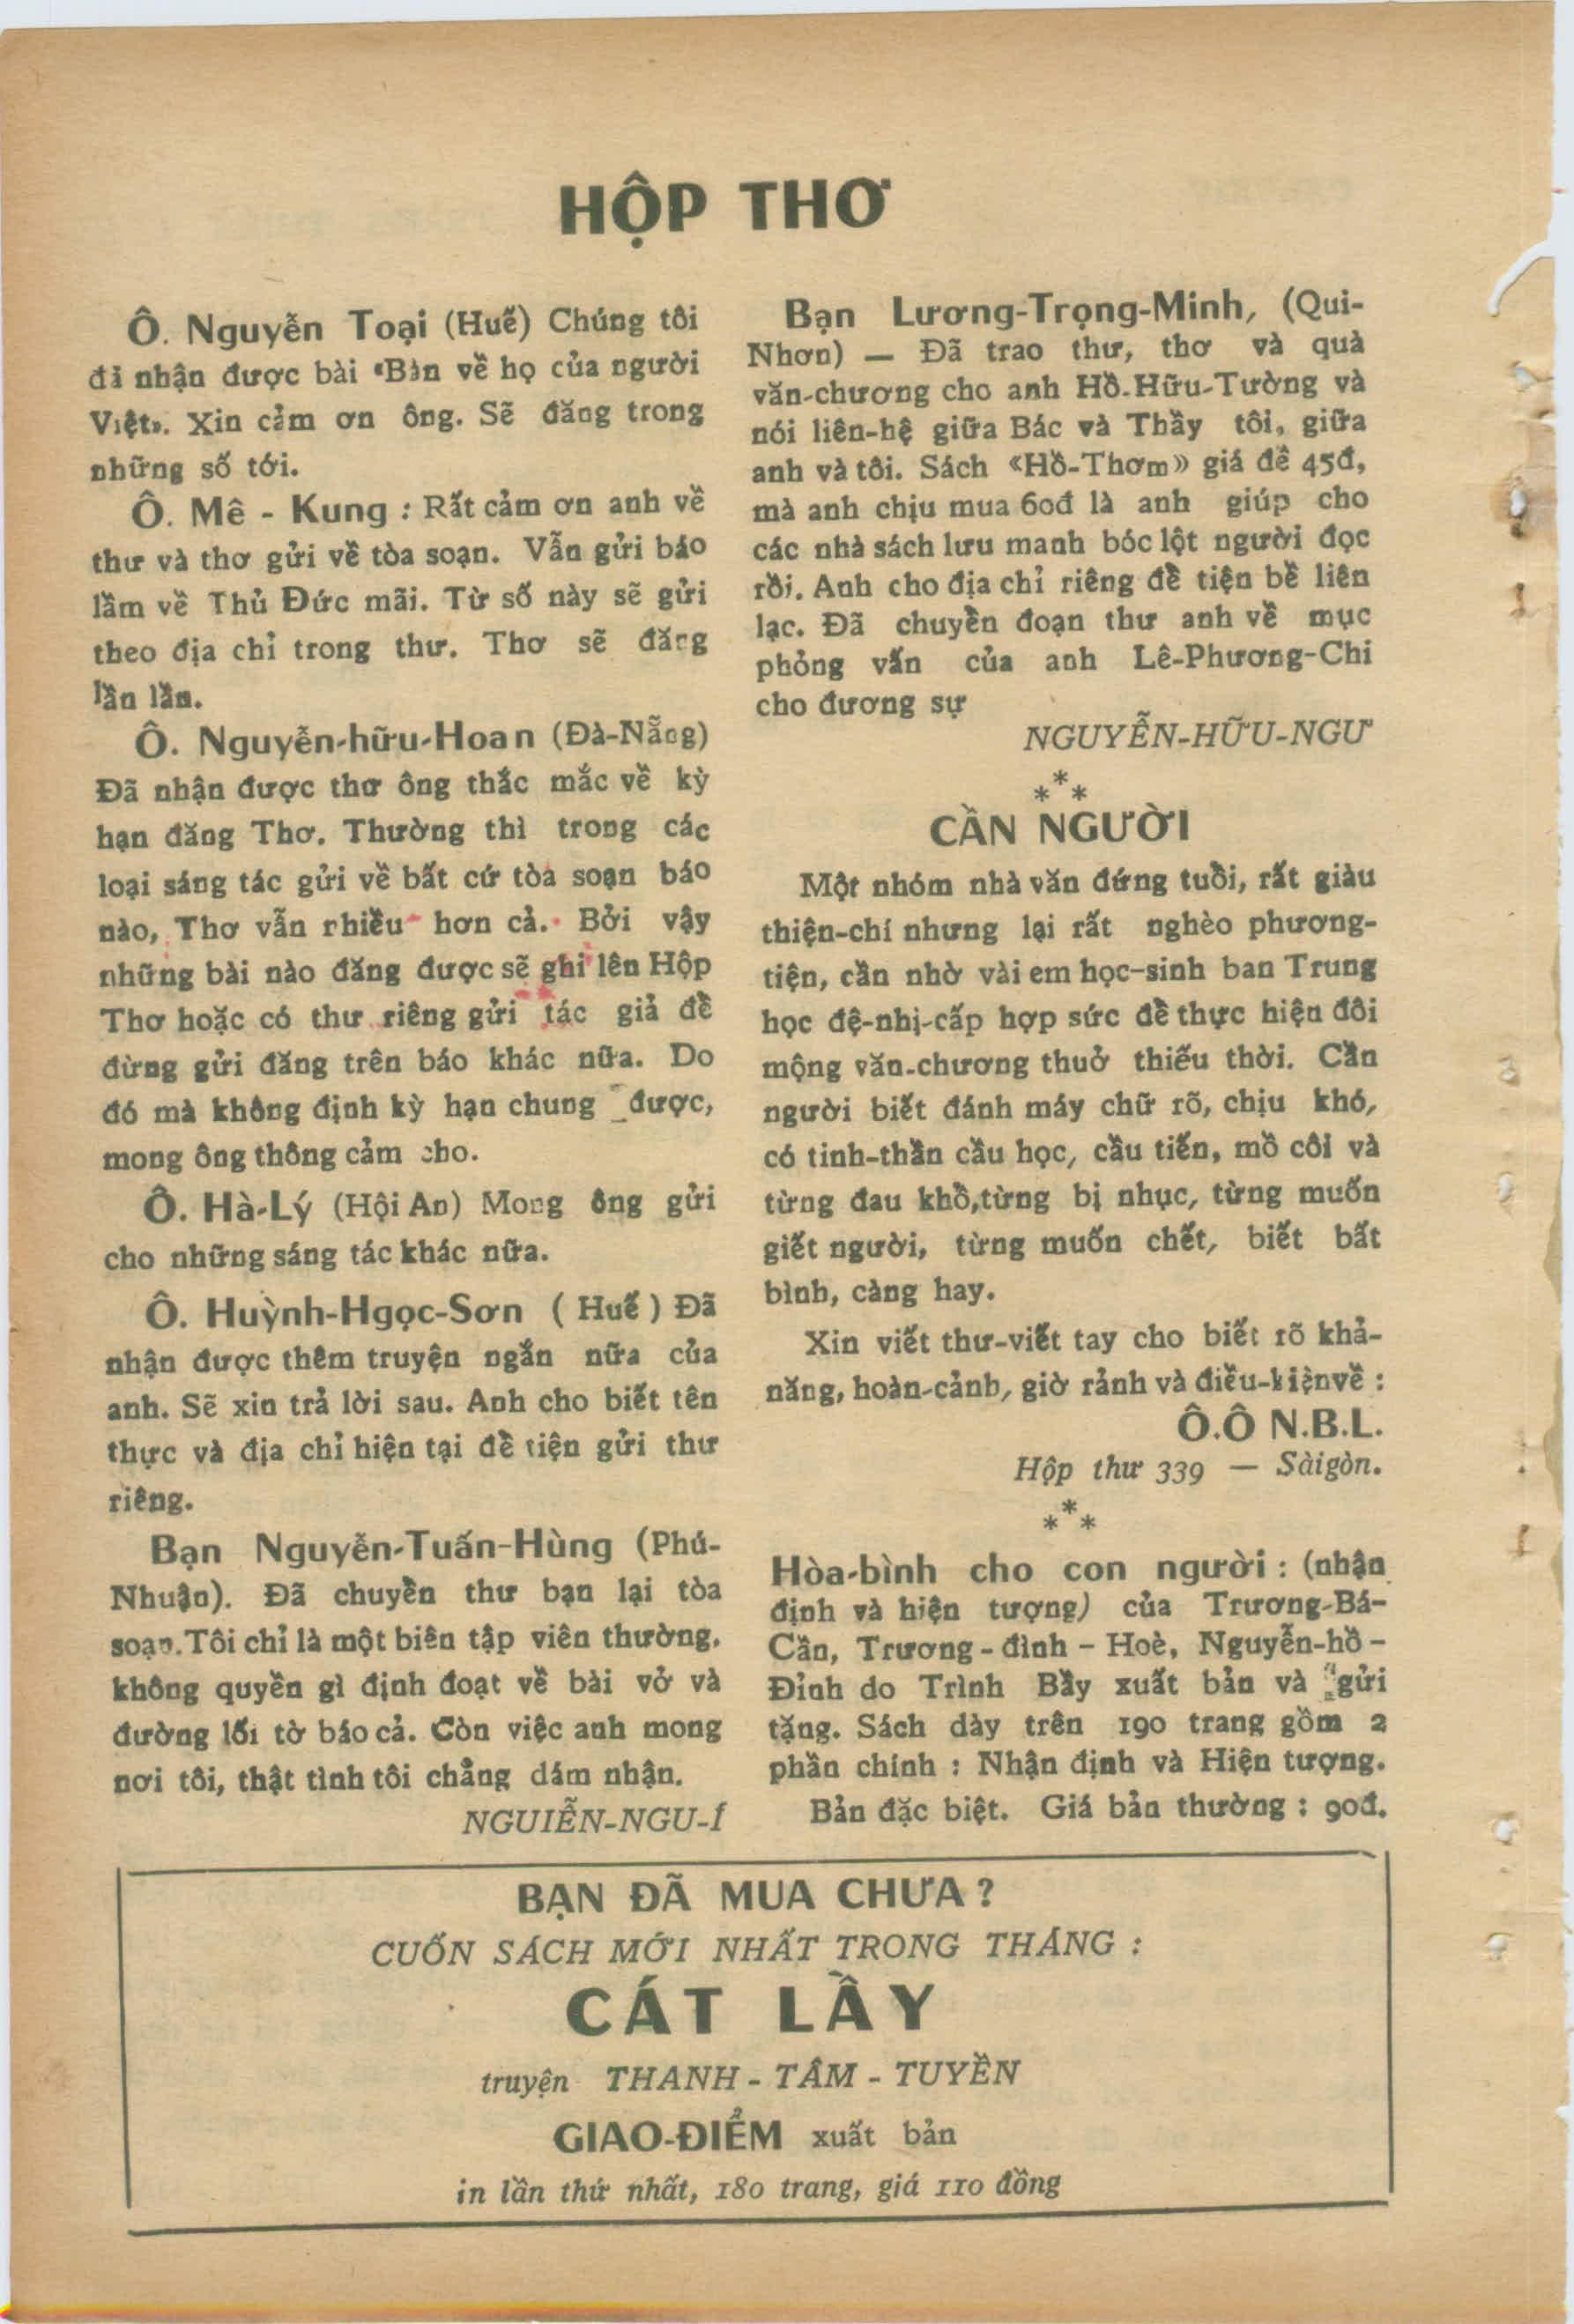 HỘP THƠ
Ô. Nguyễn Toại (Huế) Chúng tôi
đã nhận được bài «Bàn về họ của người
Việt». Xin cảm ơn ông. Sẽ đăng trong
những số tới.
Ô. Mê - Kung : Rất cảm ơn anh về
thư và thơ gửi về tòa soạn. Vẫn gửi báo
lầm về Thủ Đức mãi. Từ số này sẽ gửi
theo địa chỉ trong thư. Thơ sẽ đăng
lần lần.
Ô. Nguyễn-hữu-Hoan (Đà-Nẵng)
Đã nhận được thơ ông thắc mắc về kỳ
hạn đăng Thơ. Thường thì trong các
loại sáng tác gửi về bất cứ tòa soạn báo
nào, Thơ vẫn nhiều hơn cả. Bởi vậy
những bài nào đăng được sẽ ghi lên Hộp
Thơ hoặc có thư riêng gửi tác giả để
đừng gửi đăng trên báo khác nữa. Do
đó mà không định kỳ hạn chung được,
mong ông thông cảm cho.
Ô. Hà-Lý (Hội An) Mong ông gửi
cho những sáng tác khác nữa.
Ô. Huỳnh-Hgọc-Sơn ( Huế ) Đã
nhận được thêm truyện ngắn nữa của
anh. Sẽ xin trả lời sau. Anh cho biết tên
thực và địa chỉ hiện tại để tiện gửi thư
riêng.
Bạn Nguyễn-Tuấn-Hùng (Phú-
Nhuận). Đã chuyển thư bạn lại tòa
soạn. Tôi chỉ là một biên tập viên thường,
không quyền gì định đoạt về bài vở và
đường lối tờ báo cả. Còn việc anh mong
nơi tôi, thật tình tôi chẳng dám nhận.
NGUIỄN-NGU-Í
Bạn Lương-Trọng-Minh, (Qui-
Nhơn) — Đã trao thư, thơ và quà
văn-chương cho anh Hồ-Hữu-Tường và
nói liên-hệ giữa Bác và Thầy tôi, giữa
anh và tôi. Sách «Hồ-Thơm» giá đề 45đ,
mà anh chịu mua 60đ là anh giúp cho
các nhà sách lưu manh bóc lột người đọc
rồi. Anh cho địa chỉ riêng để tiện bề liên
lạc. Đã chuyển đoạn thư anh về mục
phỏng vấn của anh Lê-Phương-Chi
cho đương sự
NGUYỄN-HỮU-NGƯ
***
CẦN NGƯỜI
Một nhóm nhà văn đứng tuổi, rất giàu
thiện-chí nhưng lại rất nghèo phương-
tiện, cần nhờ vài em học-sinh ban Trung
học đệ-nhị-cấp hợp sức để thực hiện đôi
mộng văn-chương thuở thiếu thời. Cần
người biết đánh máy chữ rõ, chịu khó,
có tinh-thần cầu học, cầu tiến, mồ côi và
từng đau khổ, từng bị nhục, từng muốn
giết người, từng muốn chết, biết bất
bình, càng hay.
Xin viết thư-viết tay cho biết rõ khả-
năng, hoàn-cảnh, giờ rảnh và điều-kiện về :
Ô.Ô N.B.L.
Hộp thư 339 — Sàigòn.
***
Hòa-bình cho con người : (nhận
định và hiện tượng) của Trương-Bá-
Cần, Trương - đình - Hoè, Nguyễn-hồ -
Đỉnh do Trình Bầy xuất bản và gửi
tặng. Sách dày trên 190 trang gồm 2
phần chính : Nhận định và Hiện tượng.
Bản đặc biệt. Giá bản thường : 90đ.
BẠN ĐÃ MUA CHƯA ?
CUỐN SÁCH MỚI NHẤT TRONG THÁNG :
CÁT LẦY
truyện THANH - TÂM - TUYỀN
GIAO-ĐIỂM xuất bản
in lần thứ nhất, 180 trang, giá 110 đồng